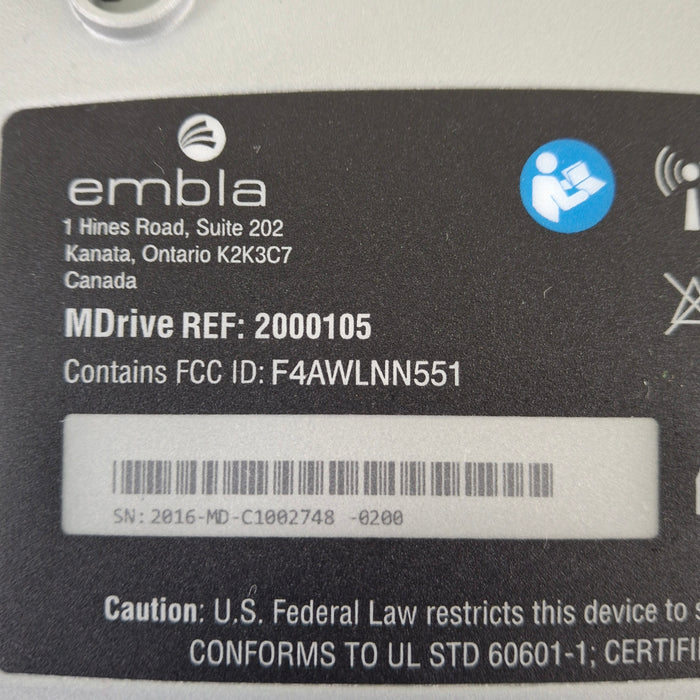 embla
1 Hines Road, Suite 202
Kanata, Ontario K2K3C7
Canada
MDrive REF: 2000105
Contains FCC ID: F4AWLNN551
SN: 2016-MD-C1002748 -0200
Caution: U.S. Federal Law restricts this device to
CONFORMS TO UL STD 60601-1; CERTIFI